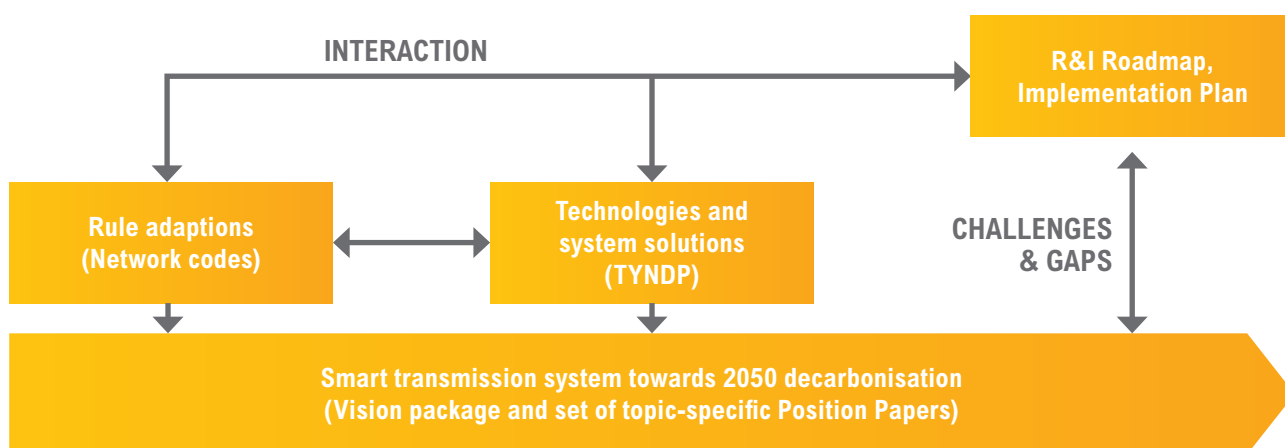 INTERACTION
R&I Roadmap,
Implementation Plan
Rule adaptions
(Network codes)
Technologies and
system solutions
(TYNDP)
CHALLENGES
& GAPS
Smart transmission system towards 2050 decarbonisation
(Vision package and set of topic-specific Position Papers)